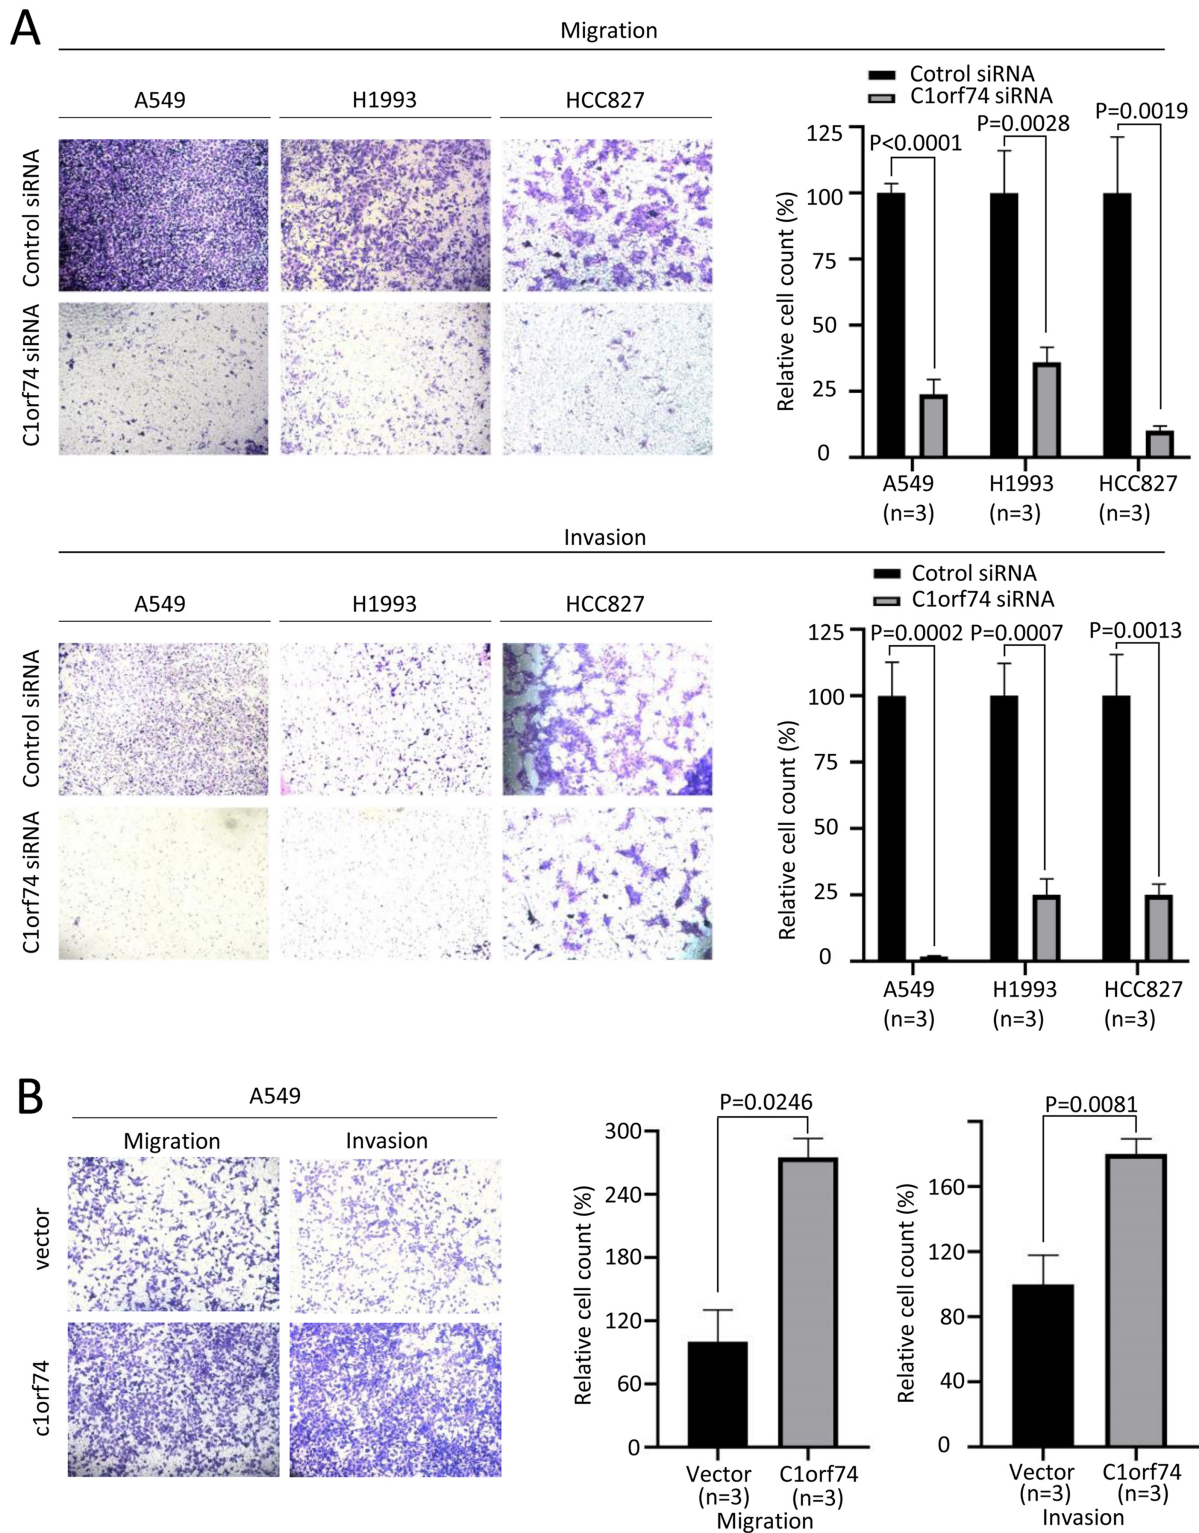 A
Migration
A549
H1993
HCC827
Control siRNA
C1orf74 siRNA
Cotrol siRNA
C1orf74 siRNA
P<0.0001
P=0.0028
P=0.0019
Relative cell count (%)
125
100
75
50
25
0
A549
(n=3)
H1993
(n=3)
HCC827
(n=3)
Invasion
A549
H1993
HCC827
Control siRNA
C1orf74 siRNA
Cotrol siRNA
C1orf74 siRNA
P=0.0002
P=0.0007
P=0.0013
Relative cell count (%)
125
100
75
50
25
0
A549
(n=3)
H1993
(n=3)
HCC827
(n=3)
B
A549
Migration
Invasion
vector
c1orf74
P=0.0246
Relative cell count (%)
300
240
180
120
60
0
Vector
(n=3)
C1orf74
(n=3)
Migration
P=0.0081
Relative cell count (%)
160
120
80
40
0
Vector
(n=3)
C1orf74
(n=3)
Invasion